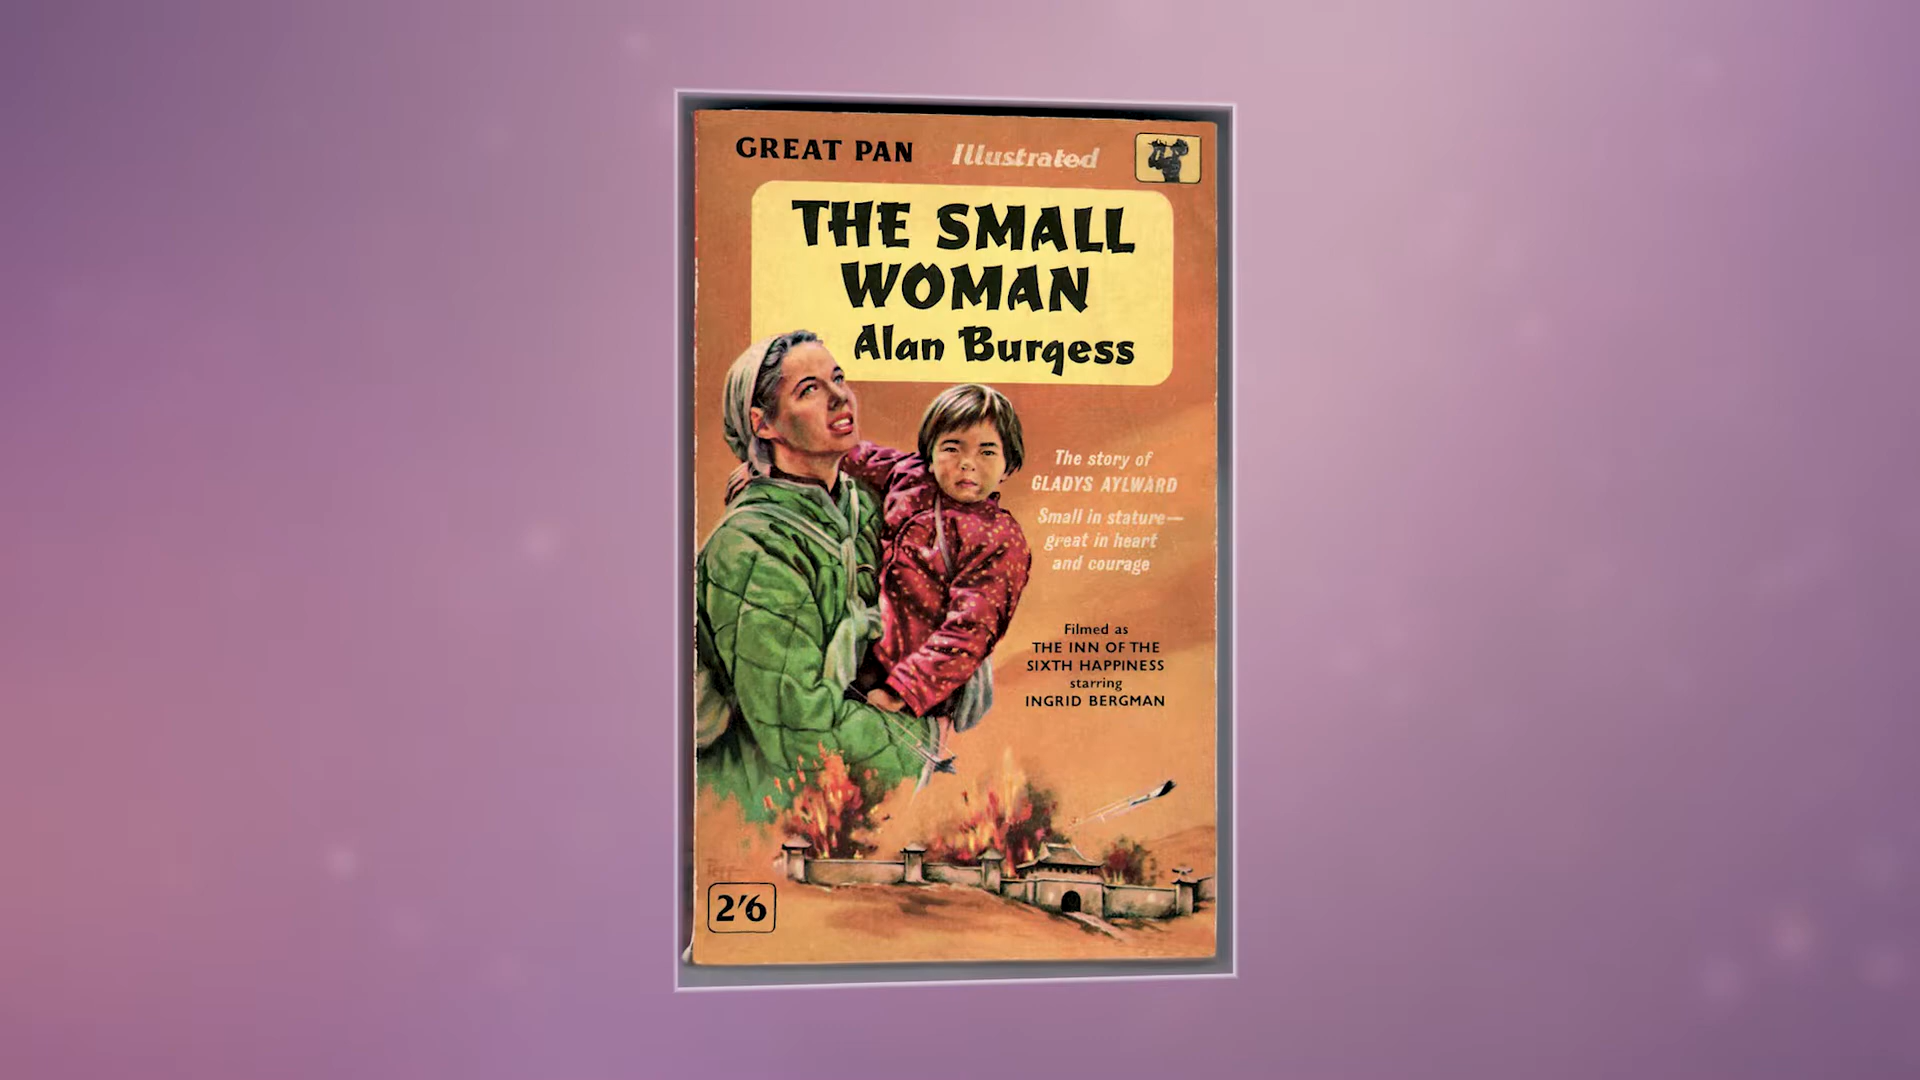 GREAT PAN Illustrated
THE SMALL
WOMAN
Alan Burgess
The story of
GLADYS AYLWARD
Small in stature—
great in heart
and courage
Filmed as
THE INN OF THE
SIXTH HAPPINESS
starring
INGRID BERGMAN
2'6